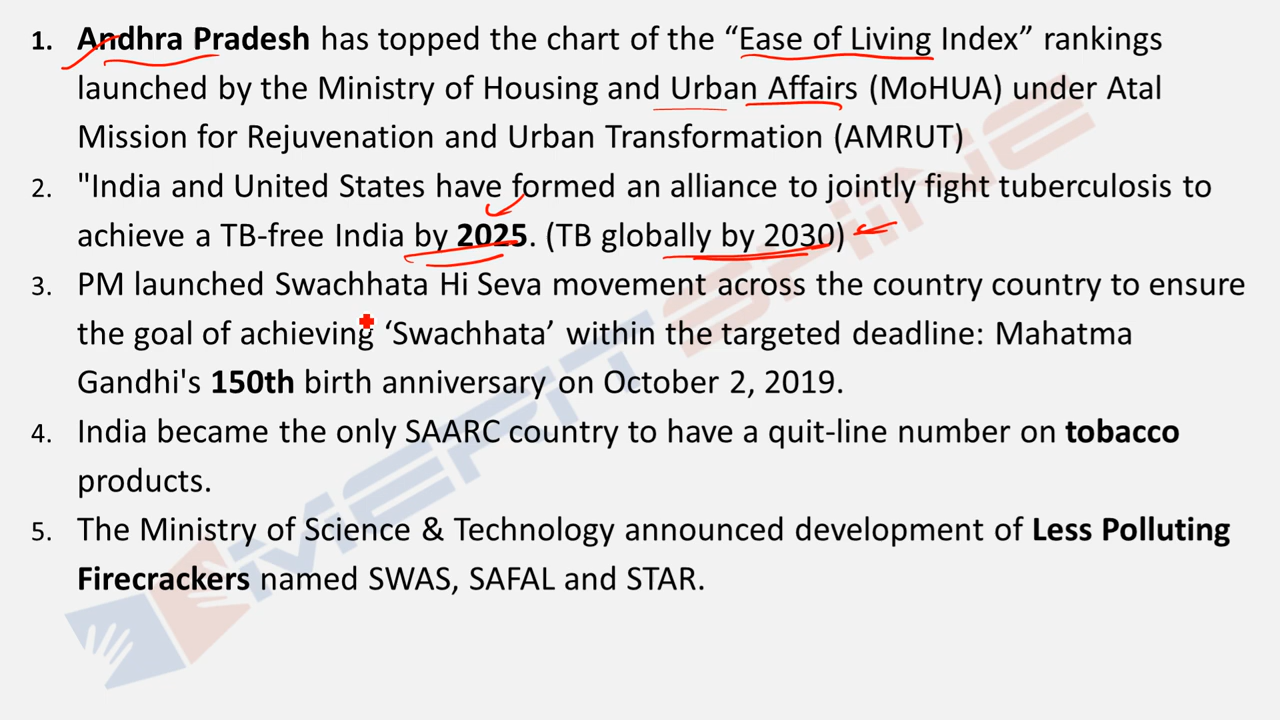 1. Andhra Pradesh has topped the chart of the “Ease of Living Index” rankings
launched by the Ministry of Housing and Urban Affairs (MoHUA) under Atal
Mission for Rejuvenation and Urban Transformation (AMRUT)
2. "India and United States have formed an alliance to jointly fight tuberculosis to
achieve a TB-free India by 2025. (TB globally by 2030)
3. PM launched Swachhata Hi Seva movement across the country country to ensure
the goal of achieving ‘Swachhata’ within the targeted deadline: Mahatma
Gandhi's 150th birth anniversary on October 2, 2019.
4. India became the only SAARC country to have a quit-line number on tobacco
products.
5. The Ministry of Science & Technology announced development of Less Polluting
Firecrackers named SWAS, SAFAL and STAR.
MERIT SPIINE